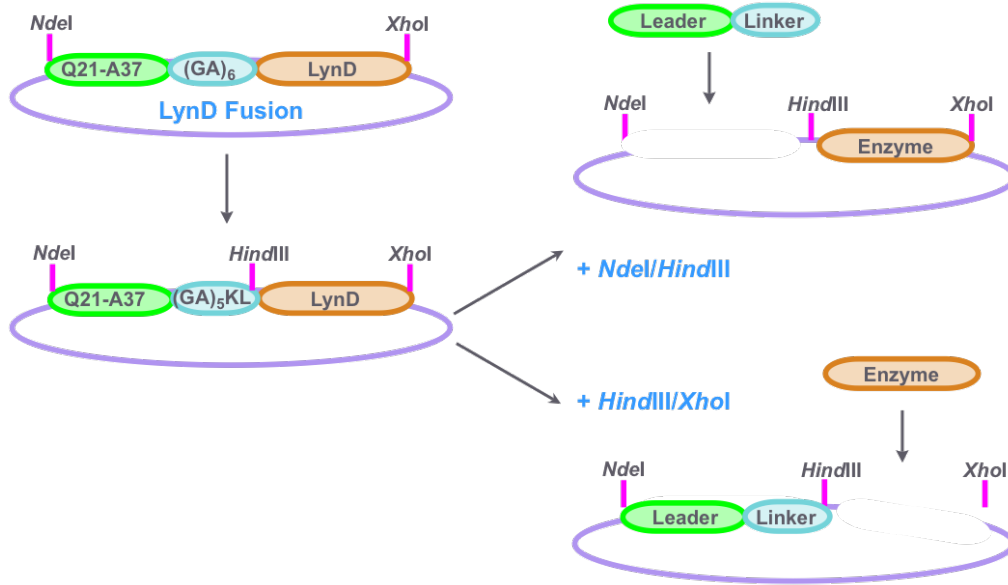 NdeI
XhoI
Q21-A37
(GA)₆
LynD
LynD Fusion
NdeI
HindIII
XhoI
Q21-A37
(GA)₅KL
LynD
Leader
Linker
NdeI
HindIII
XhoI
Enzyme
+ NdeI/HindIII
+ HindIII/XhoI
Enzyme
NdeI
HindIII
XhoI
Leader
Linker